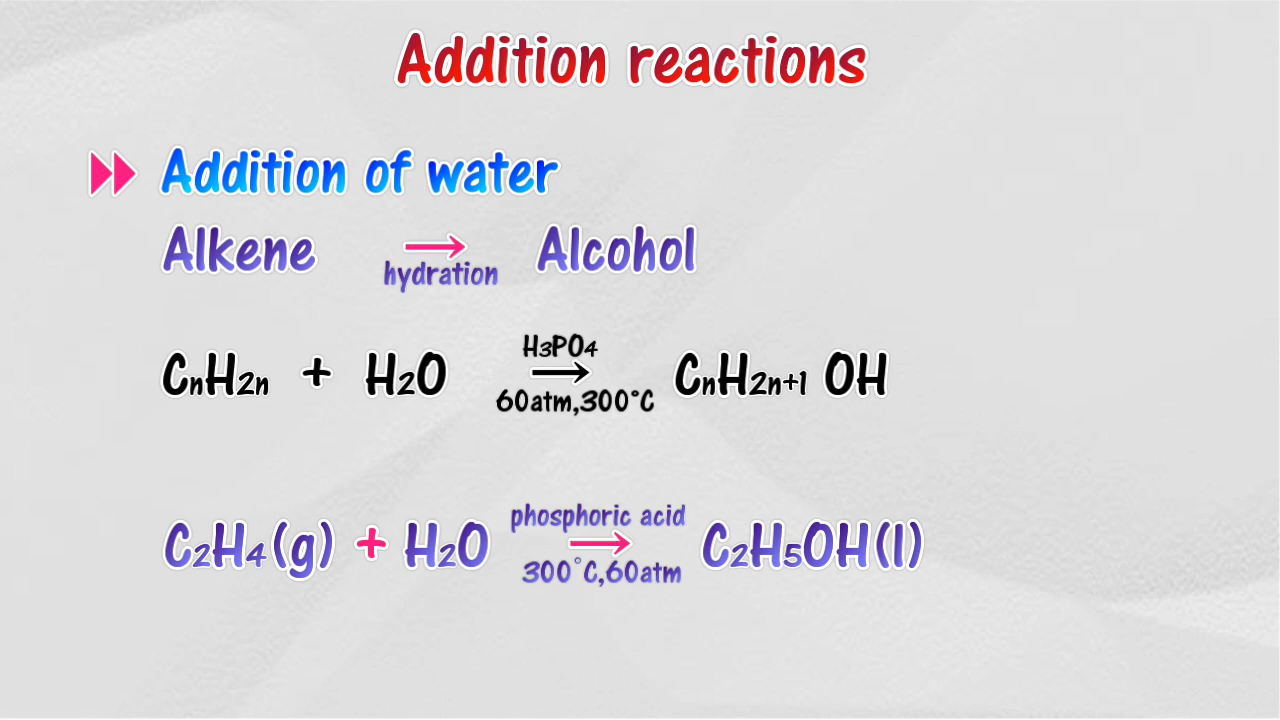 Addition reactions
Addition of water
Alkene → Alcohol
hydration
H3PO4
CnH2n + H2O → CnH2n+1 OH
60atm,300°C
phosphoric acid
C2H4(g) + H2O → C2H5OH(l)
300°C,60atm